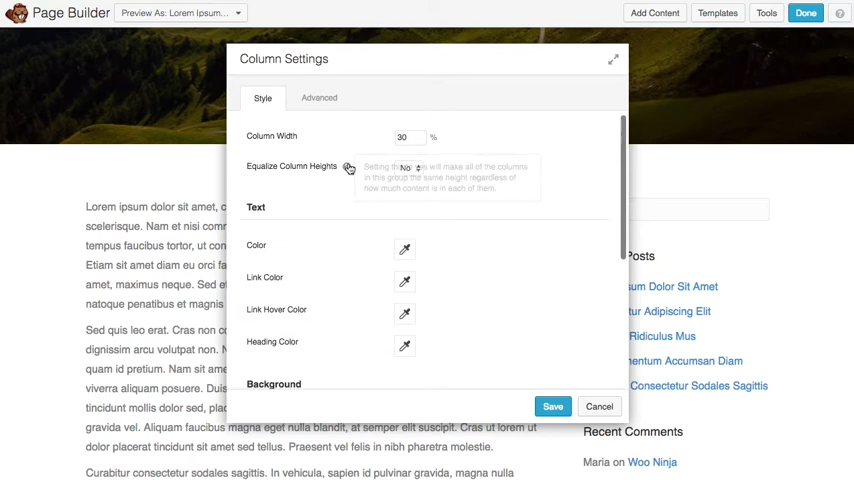 Page Builder
Preview As: Lorem Ipsum...
Add Content
Templates
Tools
Done
Column Settings
Style
Advanced
Column Width
30
%
Equalize Column Heights
No
Setting this to yes will make all of the columns
in this group the same height regardless of
how much content is in each of them.
Text
Color
Link Color
Link Hover Color
Heading Color
Background
Save
Cancel
Lorem ipsum dolor sit amet, c
scelerisque. Nam et nisi com
tempus faucibus tortor, ut con
Etiam sit amet diam eu orci fa
amet, maximus neque. Sed et
natoque penatibus et magnis
Sed quis leo erat. Cras non co
dignissim arcu volutpat non.
quam id pretium. Nam sit ame
viverra aliquam posuere. Duis
tincidunt mollis dolor sed, plac
gravida vel. Aliquam faucibus magna eget nulla blandit, at semper elit suscipit. Cras ut lorem ut
dolor placerat tincidunt sit amet sed tellus. Praesent vel felis in nibh pharetra molestie.
Curabitur consectetur sodales sagittis. In vehicula, sapien id pulvinar gravida, magna nulla
Posts
sum Dolor Sit Amet
tur Adipiscing Elit
Ridiculus Mus
mentum Accumsan Diam
Consectetur Sodales Sagittis
Recent Comments
Maria on Woo Ninja